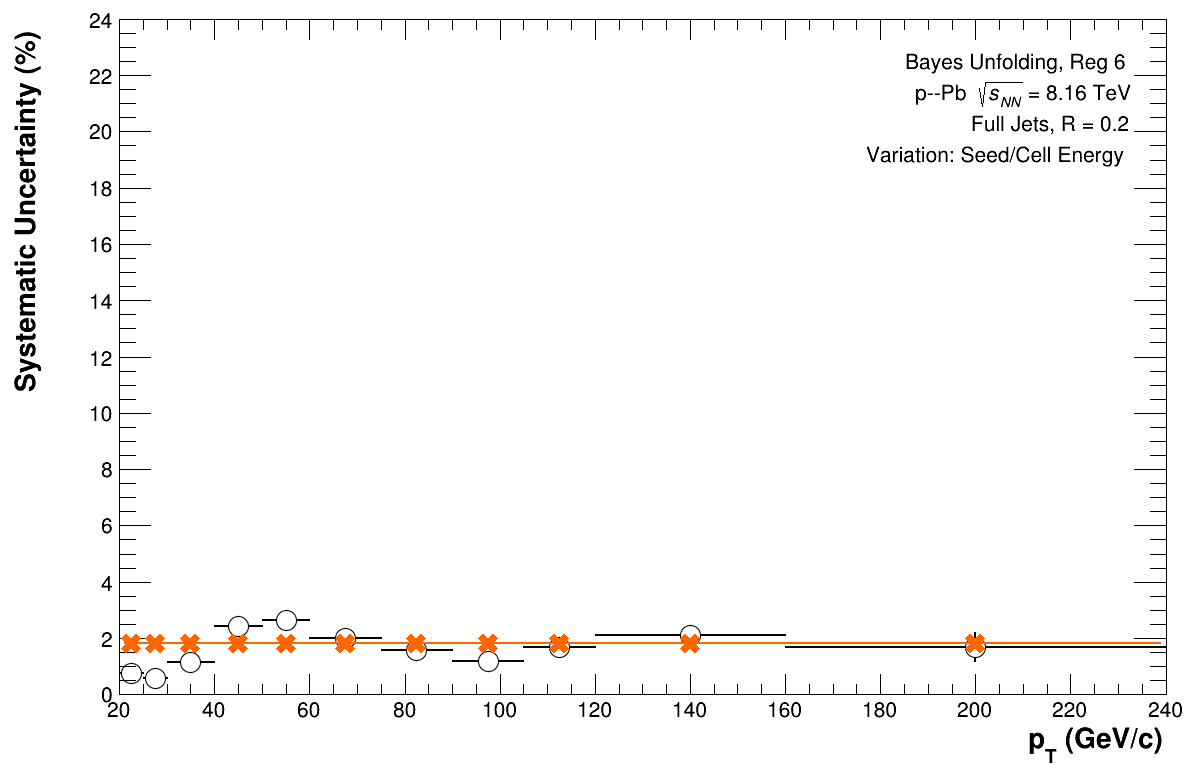 Systematic Uncertainty (%)
24
22
20
18
16
14
12
10
8
6
4
2
0
Bayes Unfolding, Reg 6
p--Pb √s_NN = 8.16 TeV
Full Jets, R = 0.2
Variation: Seed/Cell Energy
20 40 60 80 100 120 140 160 180 200 220 240
p_T (GeV/c)